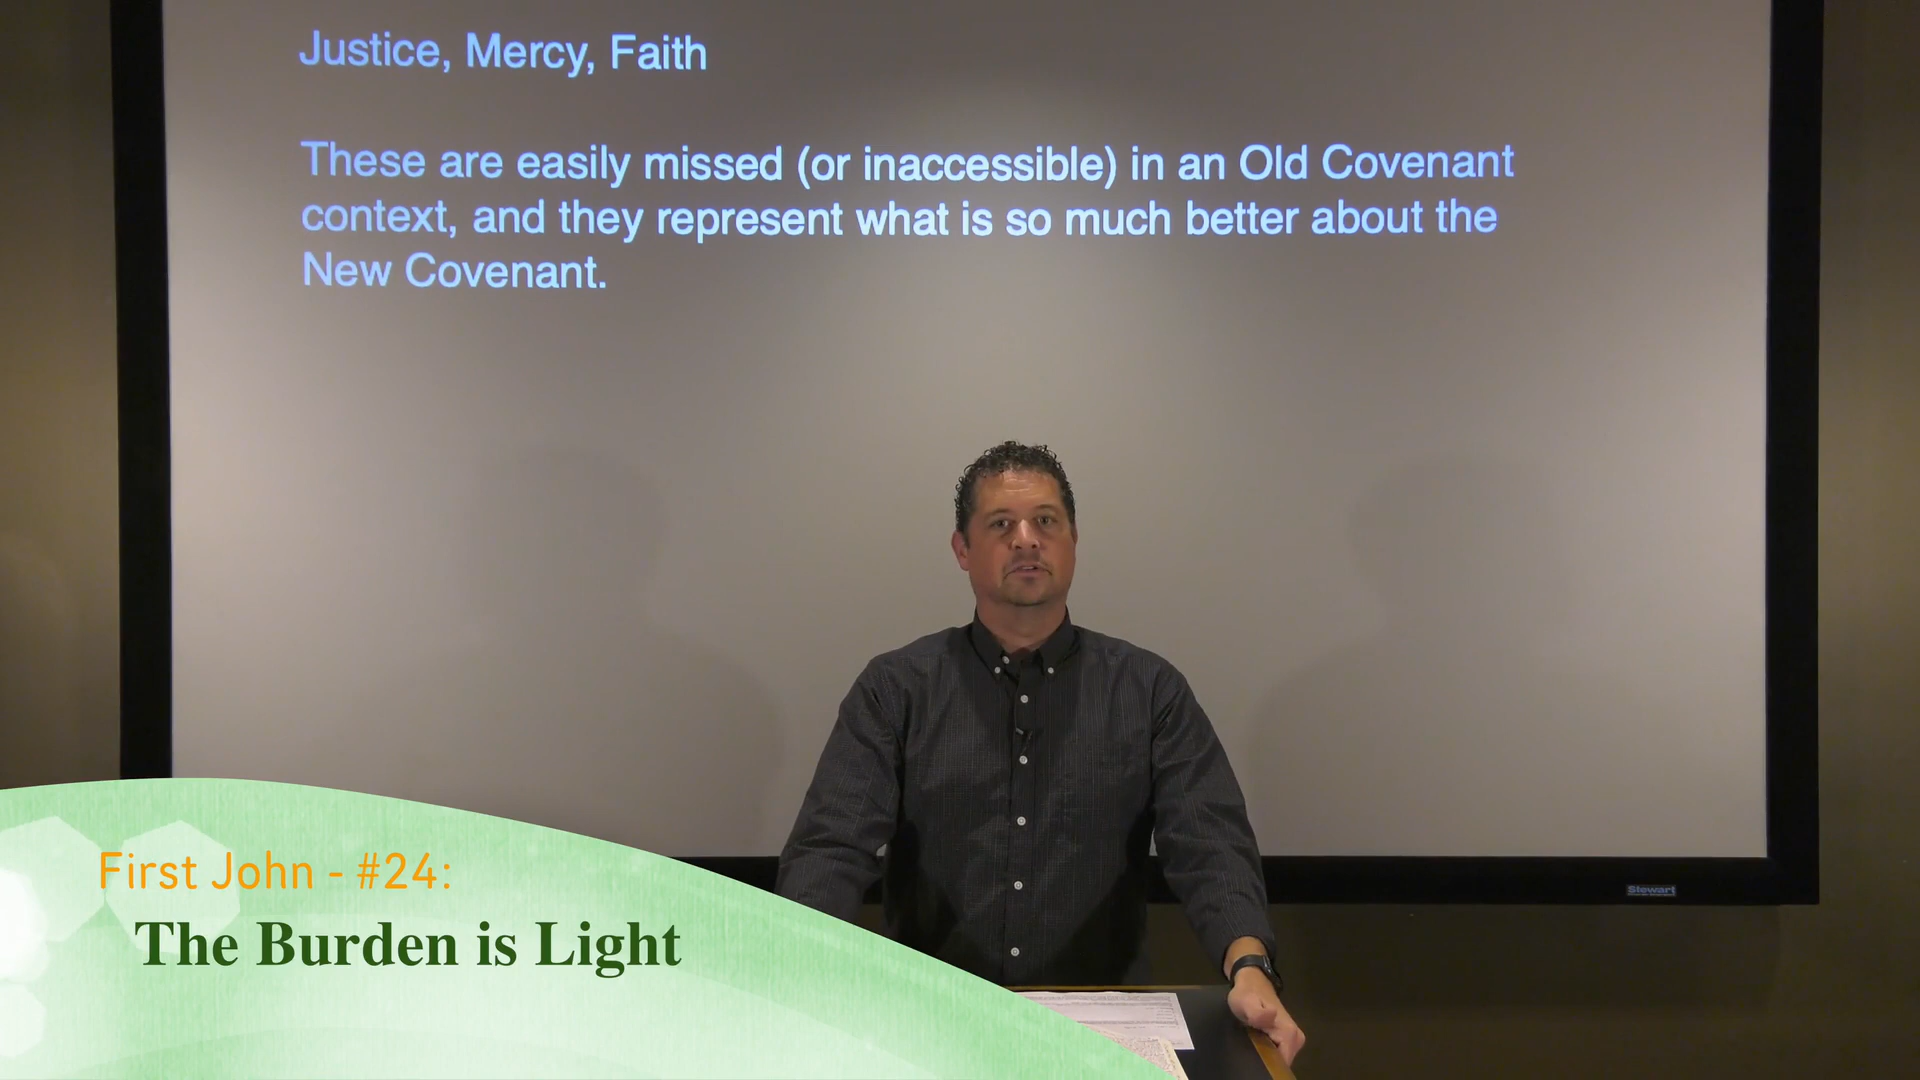 Justice, Mercy, Faith
These are easily missed (or inaccessible) in an Old Covenant
context, and they represent what is so much better about the
New Covenant.
Stewart
First John - #24:
The Burden is Light